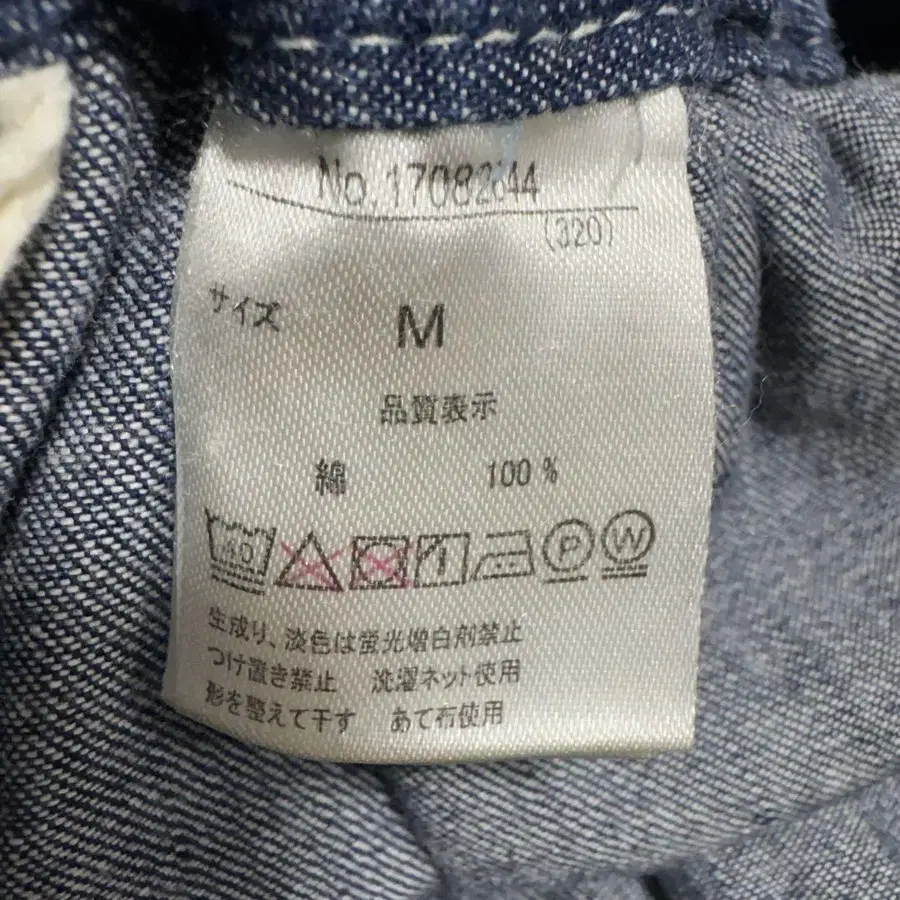 No.17082644
(320)
サイズ M
品質表示
綿 100 %
40 P W
生成り、淡色は蛍光増白剤禁止
つけ置き禁止 洗濯ネット使用
形を整えて干す あて布使用